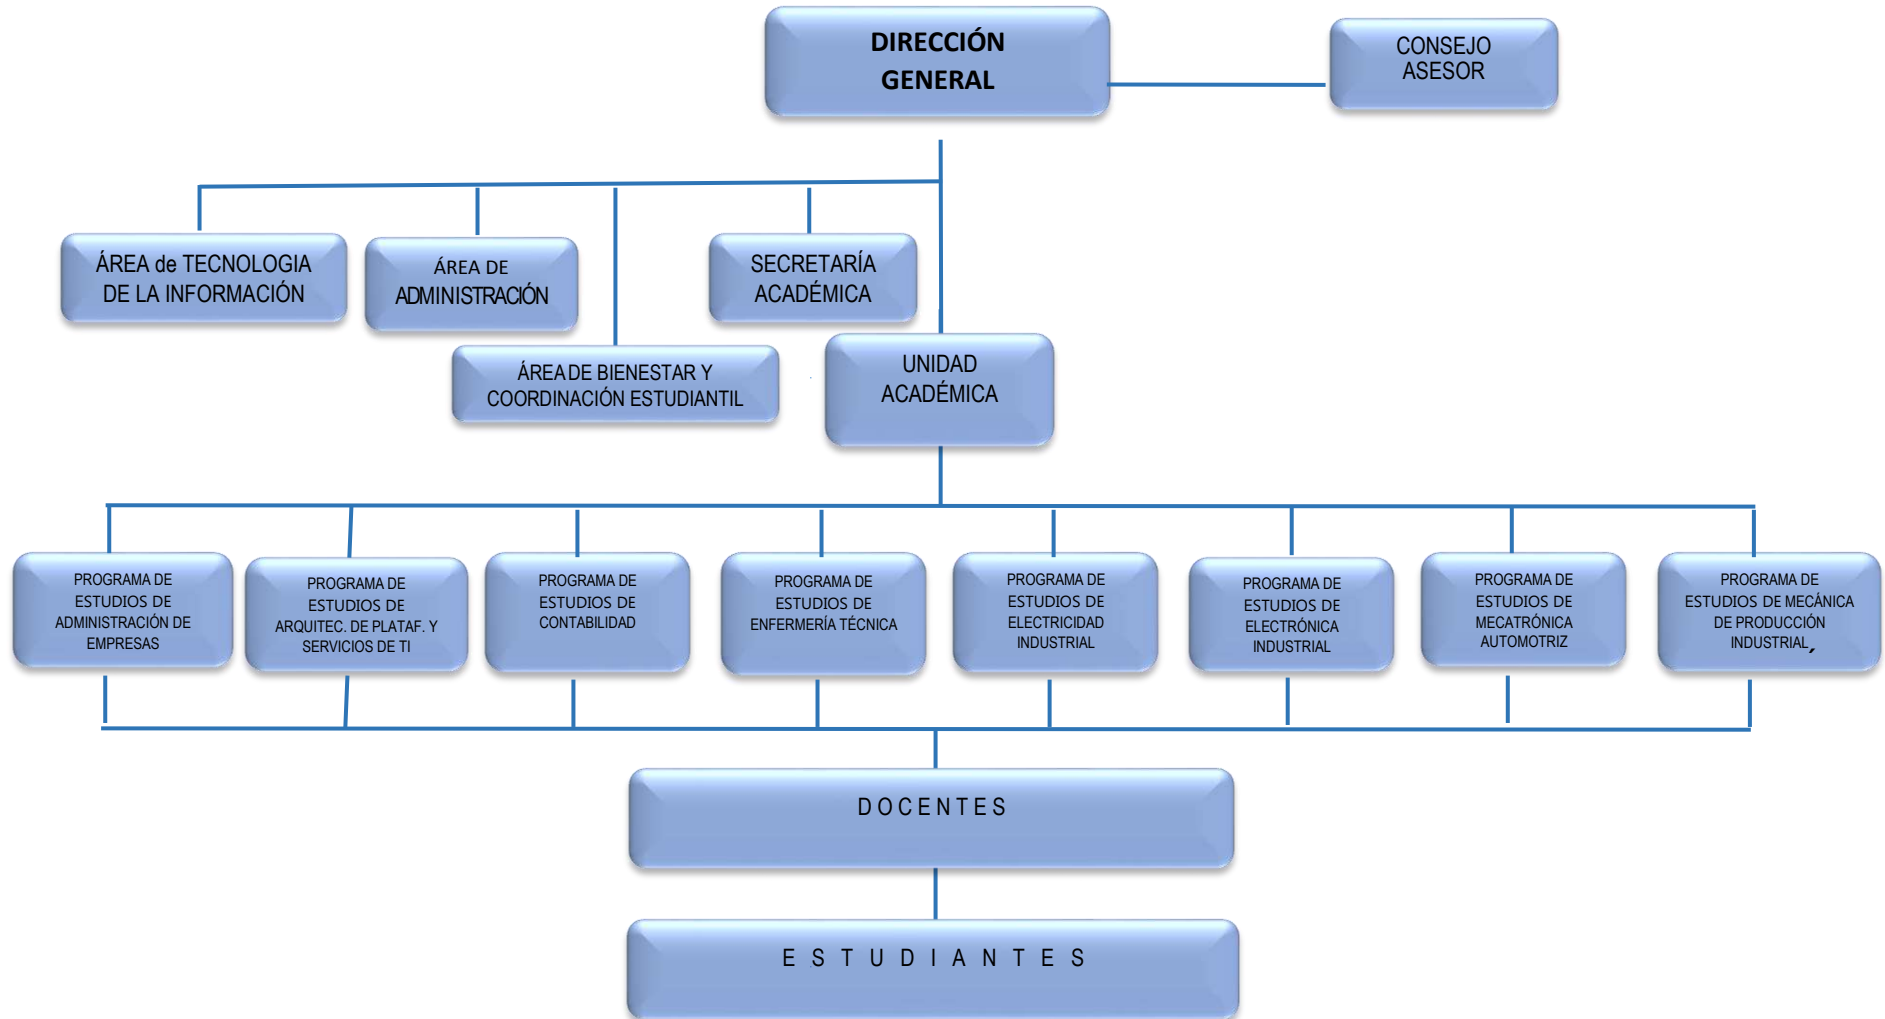 DIRECCIÓN
GENERAL
CONSEJO
ASESOR
ÁREA de TECNOLOGIA
DE LA INFORMACIÓN
ÁREA DE
ADMINISTRACIÓN
SECRETARÍA
ACADÉMICA
ÁREA DE BIENESTAR Y
COORDINACIÓN ESTUDIANTIL
UNIDAD
ACADÉMICA
PROGRAMA DE
ESTUDIOS DE
ADMINISTRACIÓN DE
EMPRESAS
PROGRAMA DE
ESTUDIOS DE
ARQUITEC. DE PLATAF. Y
SERVICIOS DE TI
PROGRAMA DE
ESTUDIOS DE
CONTABILIDAD
PROGRAMA DE
ESTUDIOS DE
ENFERMERÍA TÉCNICA
PROGRAMA DE
ESTUDIOS DE
ELECTRICIDAD
INDUSTRIAL
PROGRAMA DE
ESTUDIOS DE
ELECTRÓNICA
INDUSTRIAL
PROGRAMA DE
ESTUDIOS DE
MECATRÓNICA
AUTOMOTRIZ
PROGRAMA DE
ESTUDIOS DE MECÁNICA
DE PRODUCCIÓN
INDUSTRIAL ´
DOCENTES
ESTUDIANTES